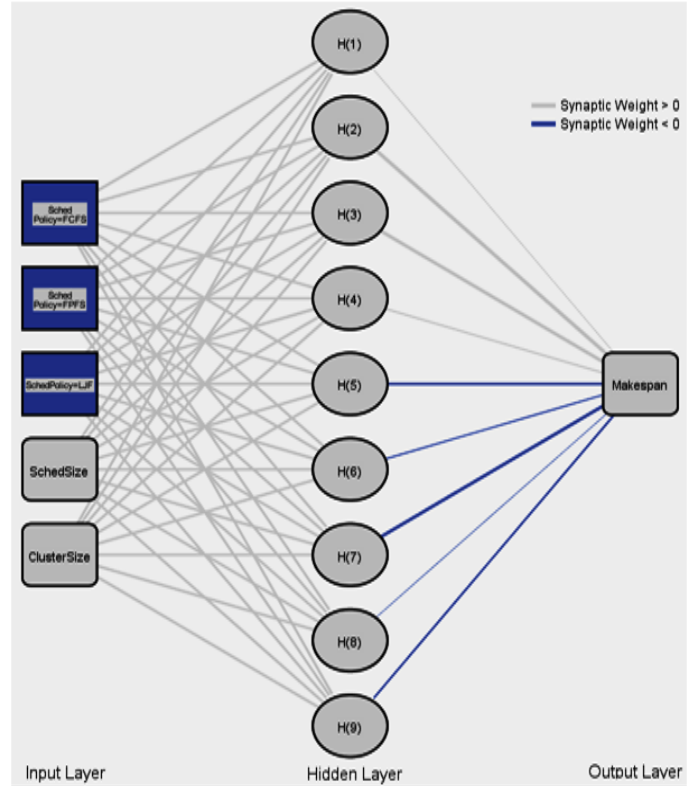 H(1)
Synaptic Weight > 0
Synaptic Weight < 0
H(2)
Sched
Policy=FCFS
H(3)
Sched
Policy=FPFS
H(4)
SchedPolicy=LJF
H(5)
Makespan
SchedSize
H(6)
ClusterSize
H(7)
H(8)
H(9)
Input Layer
Hidden Layer
Output Layer